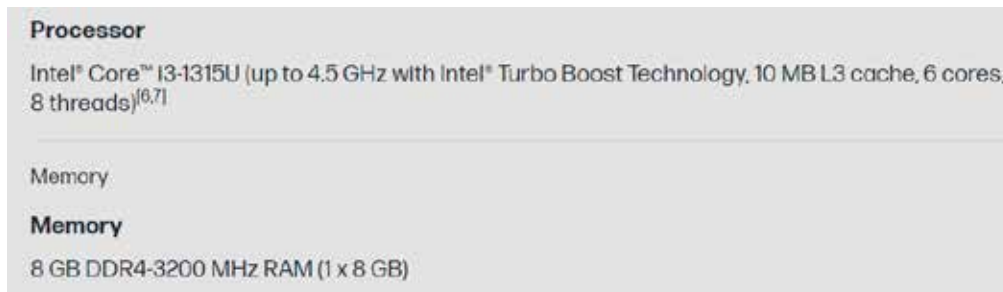 Processor
Intel® Core™ i3-1315U (up to 4.5 GHz with Intel® Turbo Boost Technology, 10 MB L3 cache, 6 cores,
8 threads)[6,7]
Memory
Memory
8 GB DDR4-3200 MHz RAM (1 x 8 GB)